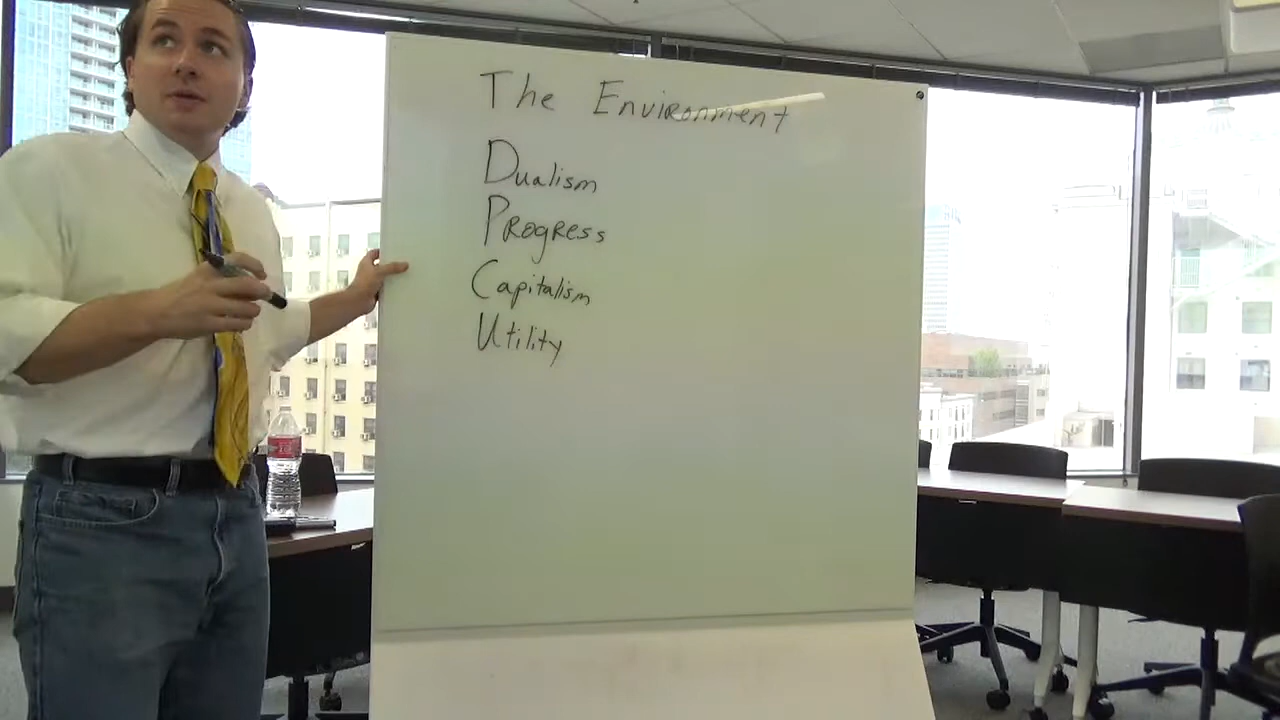 The Environment
Dualism
Progress
Capitalism
Utility